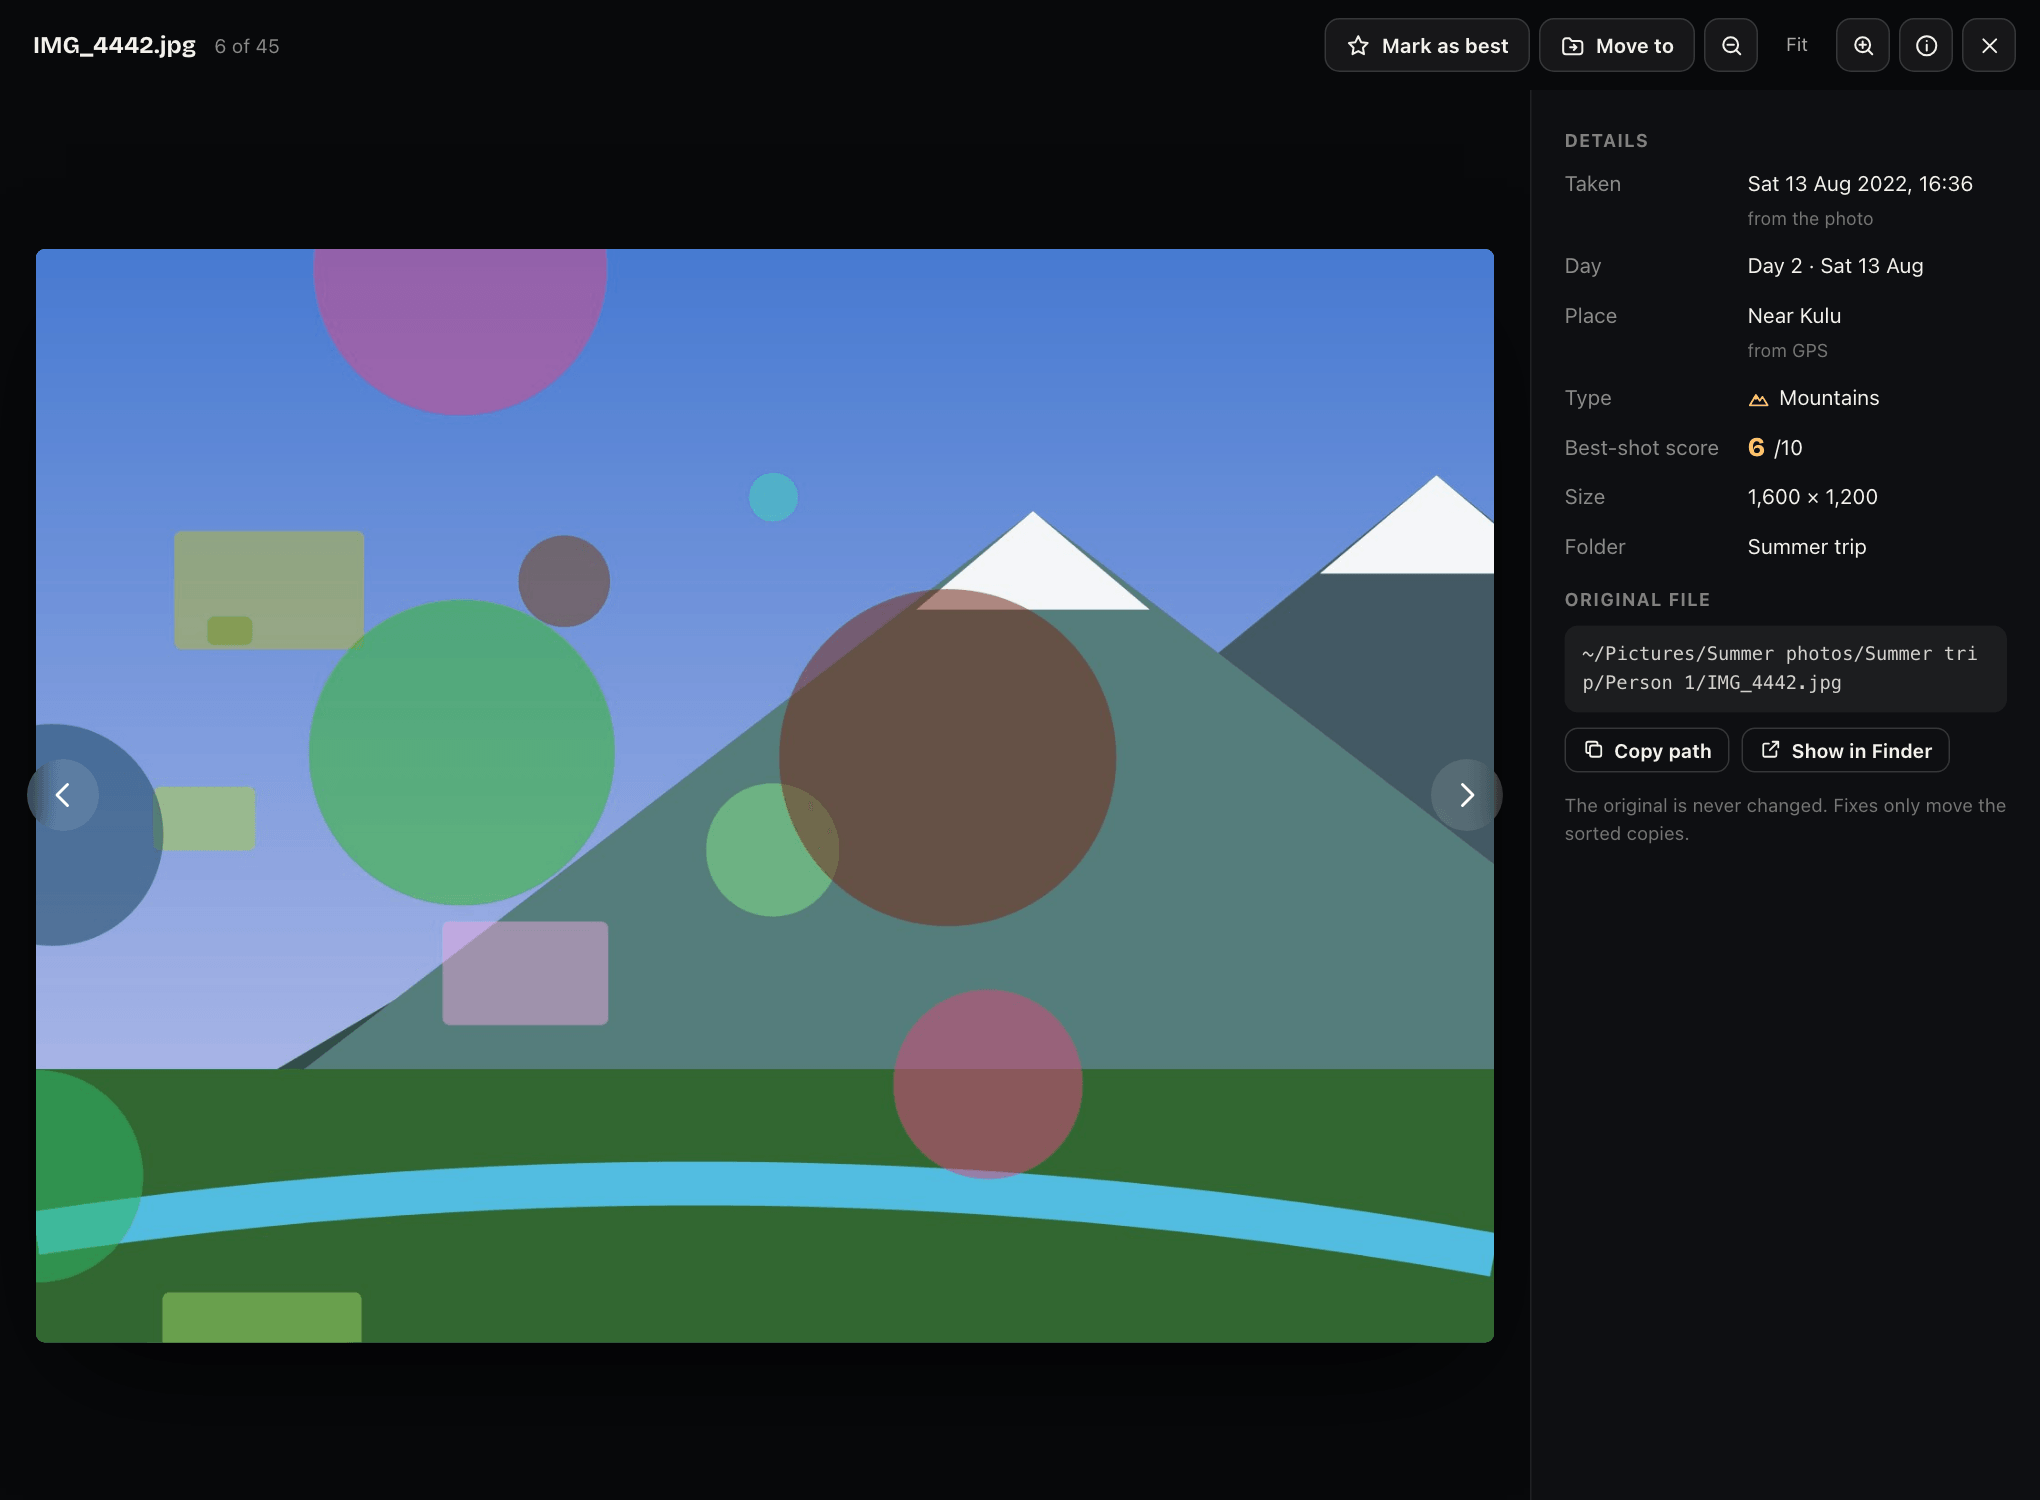 IMG_4442.jpg 6 of 45
Mark as best
Move to
Fit
DETAILS
Taken Sat 13 Aug 2022, 16:36
from the photo
Day Day 2 · Sat 13 Aug
Place Near Kulu
from GPS
Type Mountains
Best-shot score 6 /10
Size 1,600 × 1,200
Folder Summer trip
ORIGINAL FILE
~/Pictures/Summer photos/Summer tri
p/Person 1/IMG_4442.jpg
Copy path
Show in Finder
The original is never changed. Fixes only move the
sorted copies.